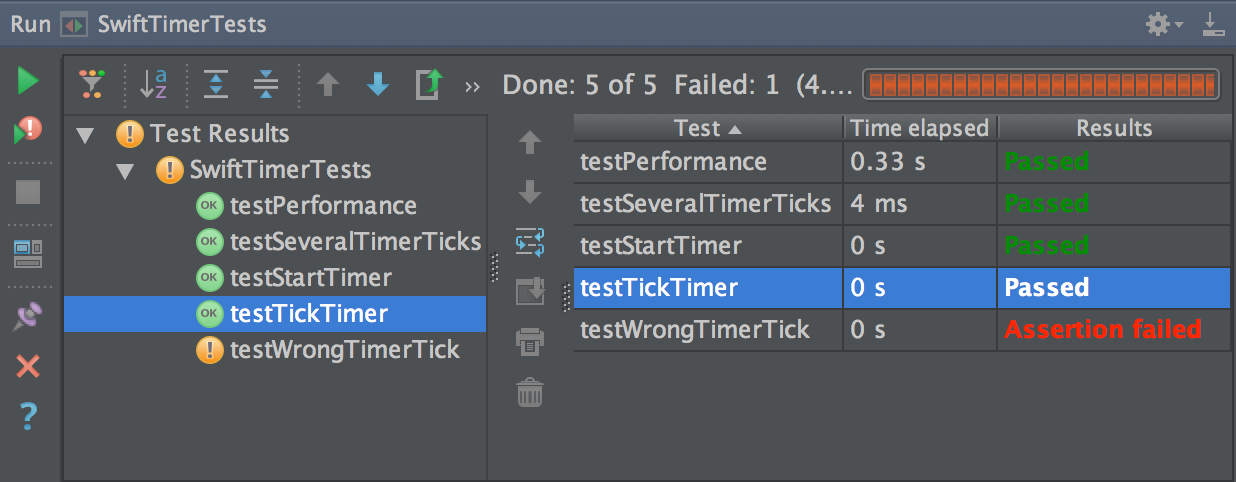 Run SwiftTimerTests
az
» Done: 5 of 5 Failed: 1 (4....
Test Results
SwiftTimerTests
OK testPerformance
OK testSeveralTimerTicks
OK testStartTimer
OK testTickTimer
! testWrongTimerTick
Test Time elapsed Results
testPerformance 0.33 s Passed
testSeveralTimerTicks 4 ms Passed
testStartTimer 0 s Passed
testTickTimer 0 s Passed
testWrongTimerTick 0 s Assertion failed
?